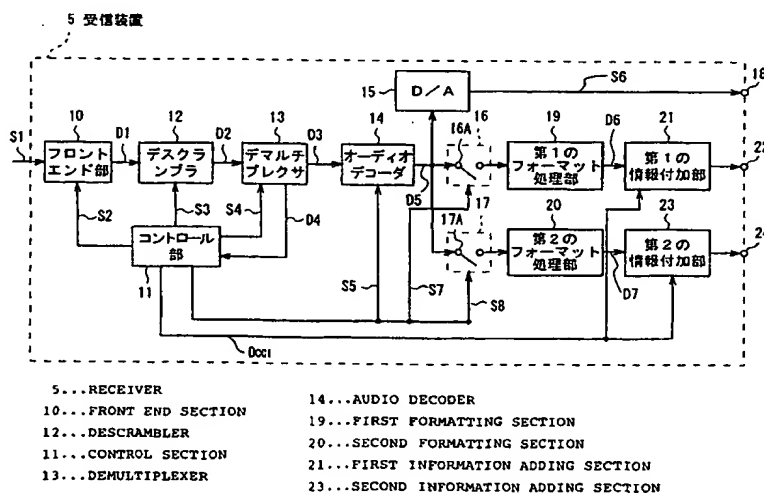 5 受信装置
15
D/A
S6
18
10
12
13
14
16A
16
19
D6
21
S1
フロント
エンド部
D1
デスクラ
ンブラ
D2
デマルチ
プレクサ
D3
オーディオ
デコーダ
D5
第1の
フォーマット
処理部
第1の
情報付加部
22
S2
S3
S4
D4
17A
17
20
23
コントロール
部
11
S5
S7
S8
第2の
フォーマット
処理部
D7
第2の
情報付加部
24
DCCI
5...RECEIVER
10...FRONT END SECTION
12...DESCRAMBLER
11...CONTROL SECTION
13...DEMULTIPLEXER
14...AUDIO DECODER
19...FIRST FORMATTING SECTION
20...SECOND FORMATTING SECTION
21...FIRST INFORMATION ADDING SECTION
23...SECOND INFORMATION ADDING SECTION